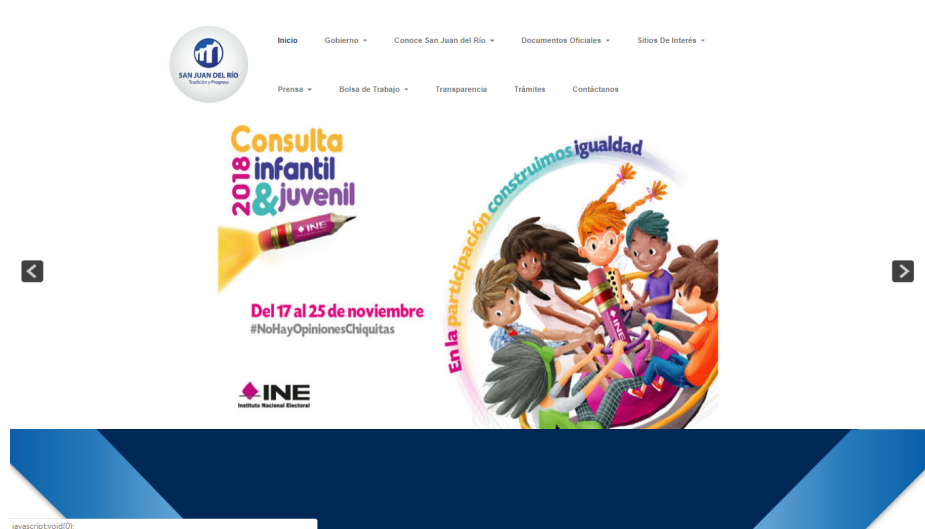 SAN JUAN DEL RÍO
Tradición y Progreso
Inicio Gobierno Conoce San Juan del Río Documentos Oficiales Sitios De Interés
Prensa Bolsa de Trabajo Transparencia Trámites Contáctanos
Consulta
2018 infantil
&juvenil
INE
Del 17 al 25 de noviembre
#NoHayOpinionesChiquitas
INE
Instituto Nacional Electoral
En la participación construimos igualdad
INE
INE
javascript:void(0);